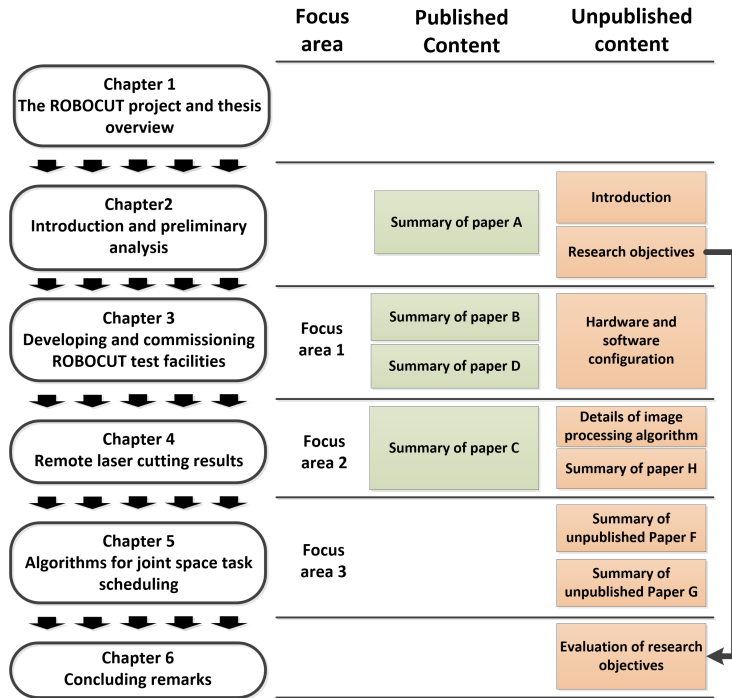 Focus
area
Published
Content
Unpublished
content
Chapter 1
The ROBOCUT project and thesis
overview
Chapter2
Introduction and preliminary
analysis
Summary of paper A
Introduction
Research objectives
Chapter 3
Developing and commissioning
ROBOCUT test facilities
Focus
area 1
Summary of paper B
Summary of paper D
Hardware and
software
configuration
Chapter 4
Remote laser cutting results
Focus
area 2
Summary of paper C
Details of image
processing algorithm
Summary of paper H
Chapter 5
Algorithms for joint space task
scheduling
Focus
area 3
Summary of
unpublished Paper F
Summary of
unpublished Paper G
Chapter 6
Concluding remarks
Evaluation of research
objectives